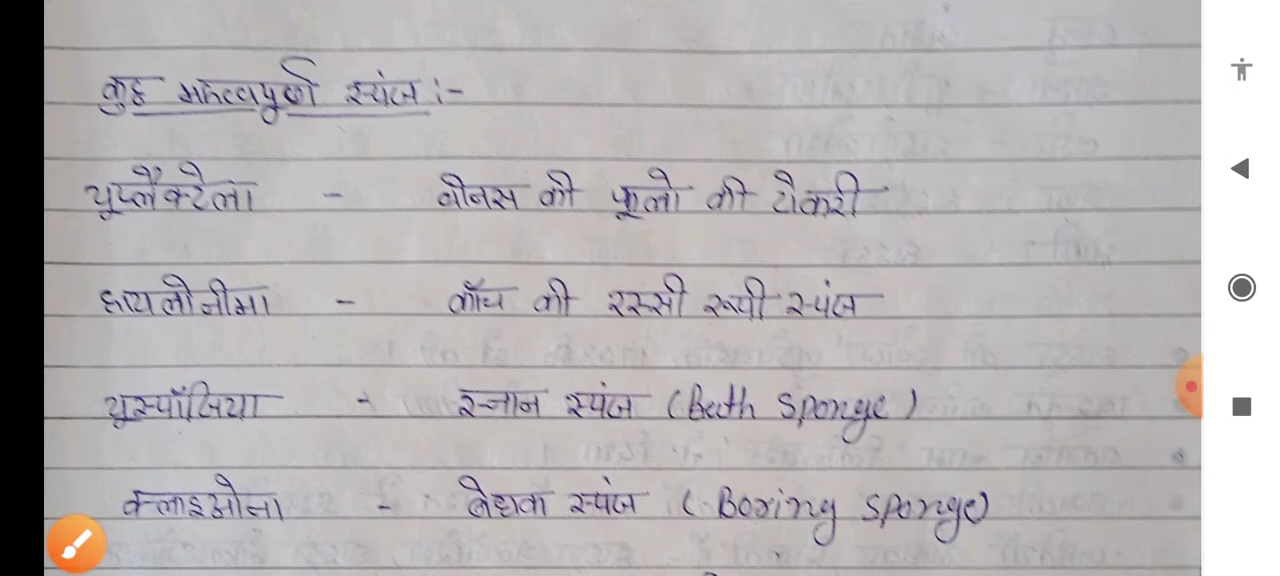 कुछ महत्वपुर्ण स्पंज :-
युप्लैक्टेला - वीनस की फूलो की टोकरी
हायलोनीमा - काँच की रस्सी रूपी स्पंज
युस्पॉंजिया - स्नान स्पंज (Bath Sponge)
क्लाइओना - बेधक स्पंज (Boring Sponge)